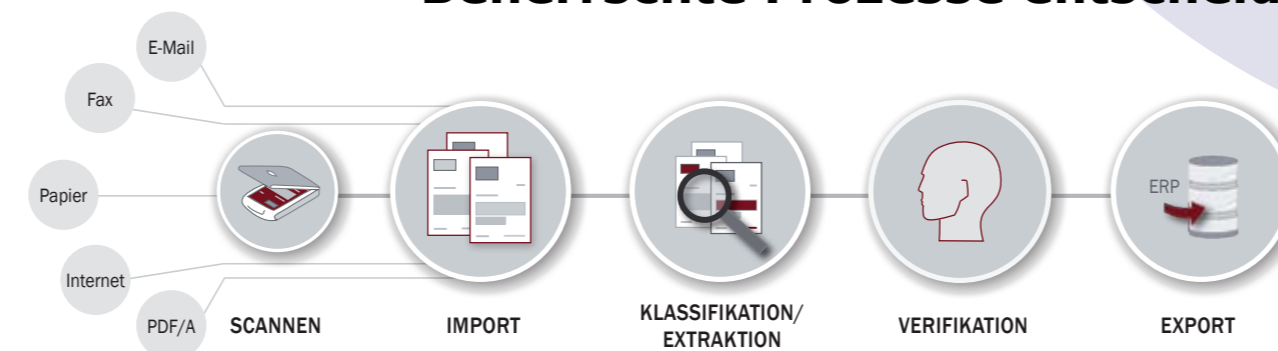 E-Mail
Fax
Papier
Internet
PDF/A
SCANNEN
IMPORT
KLASSIFIKATION/
EXTRAKTION
VERIFIKATION
ERP
EXPORT